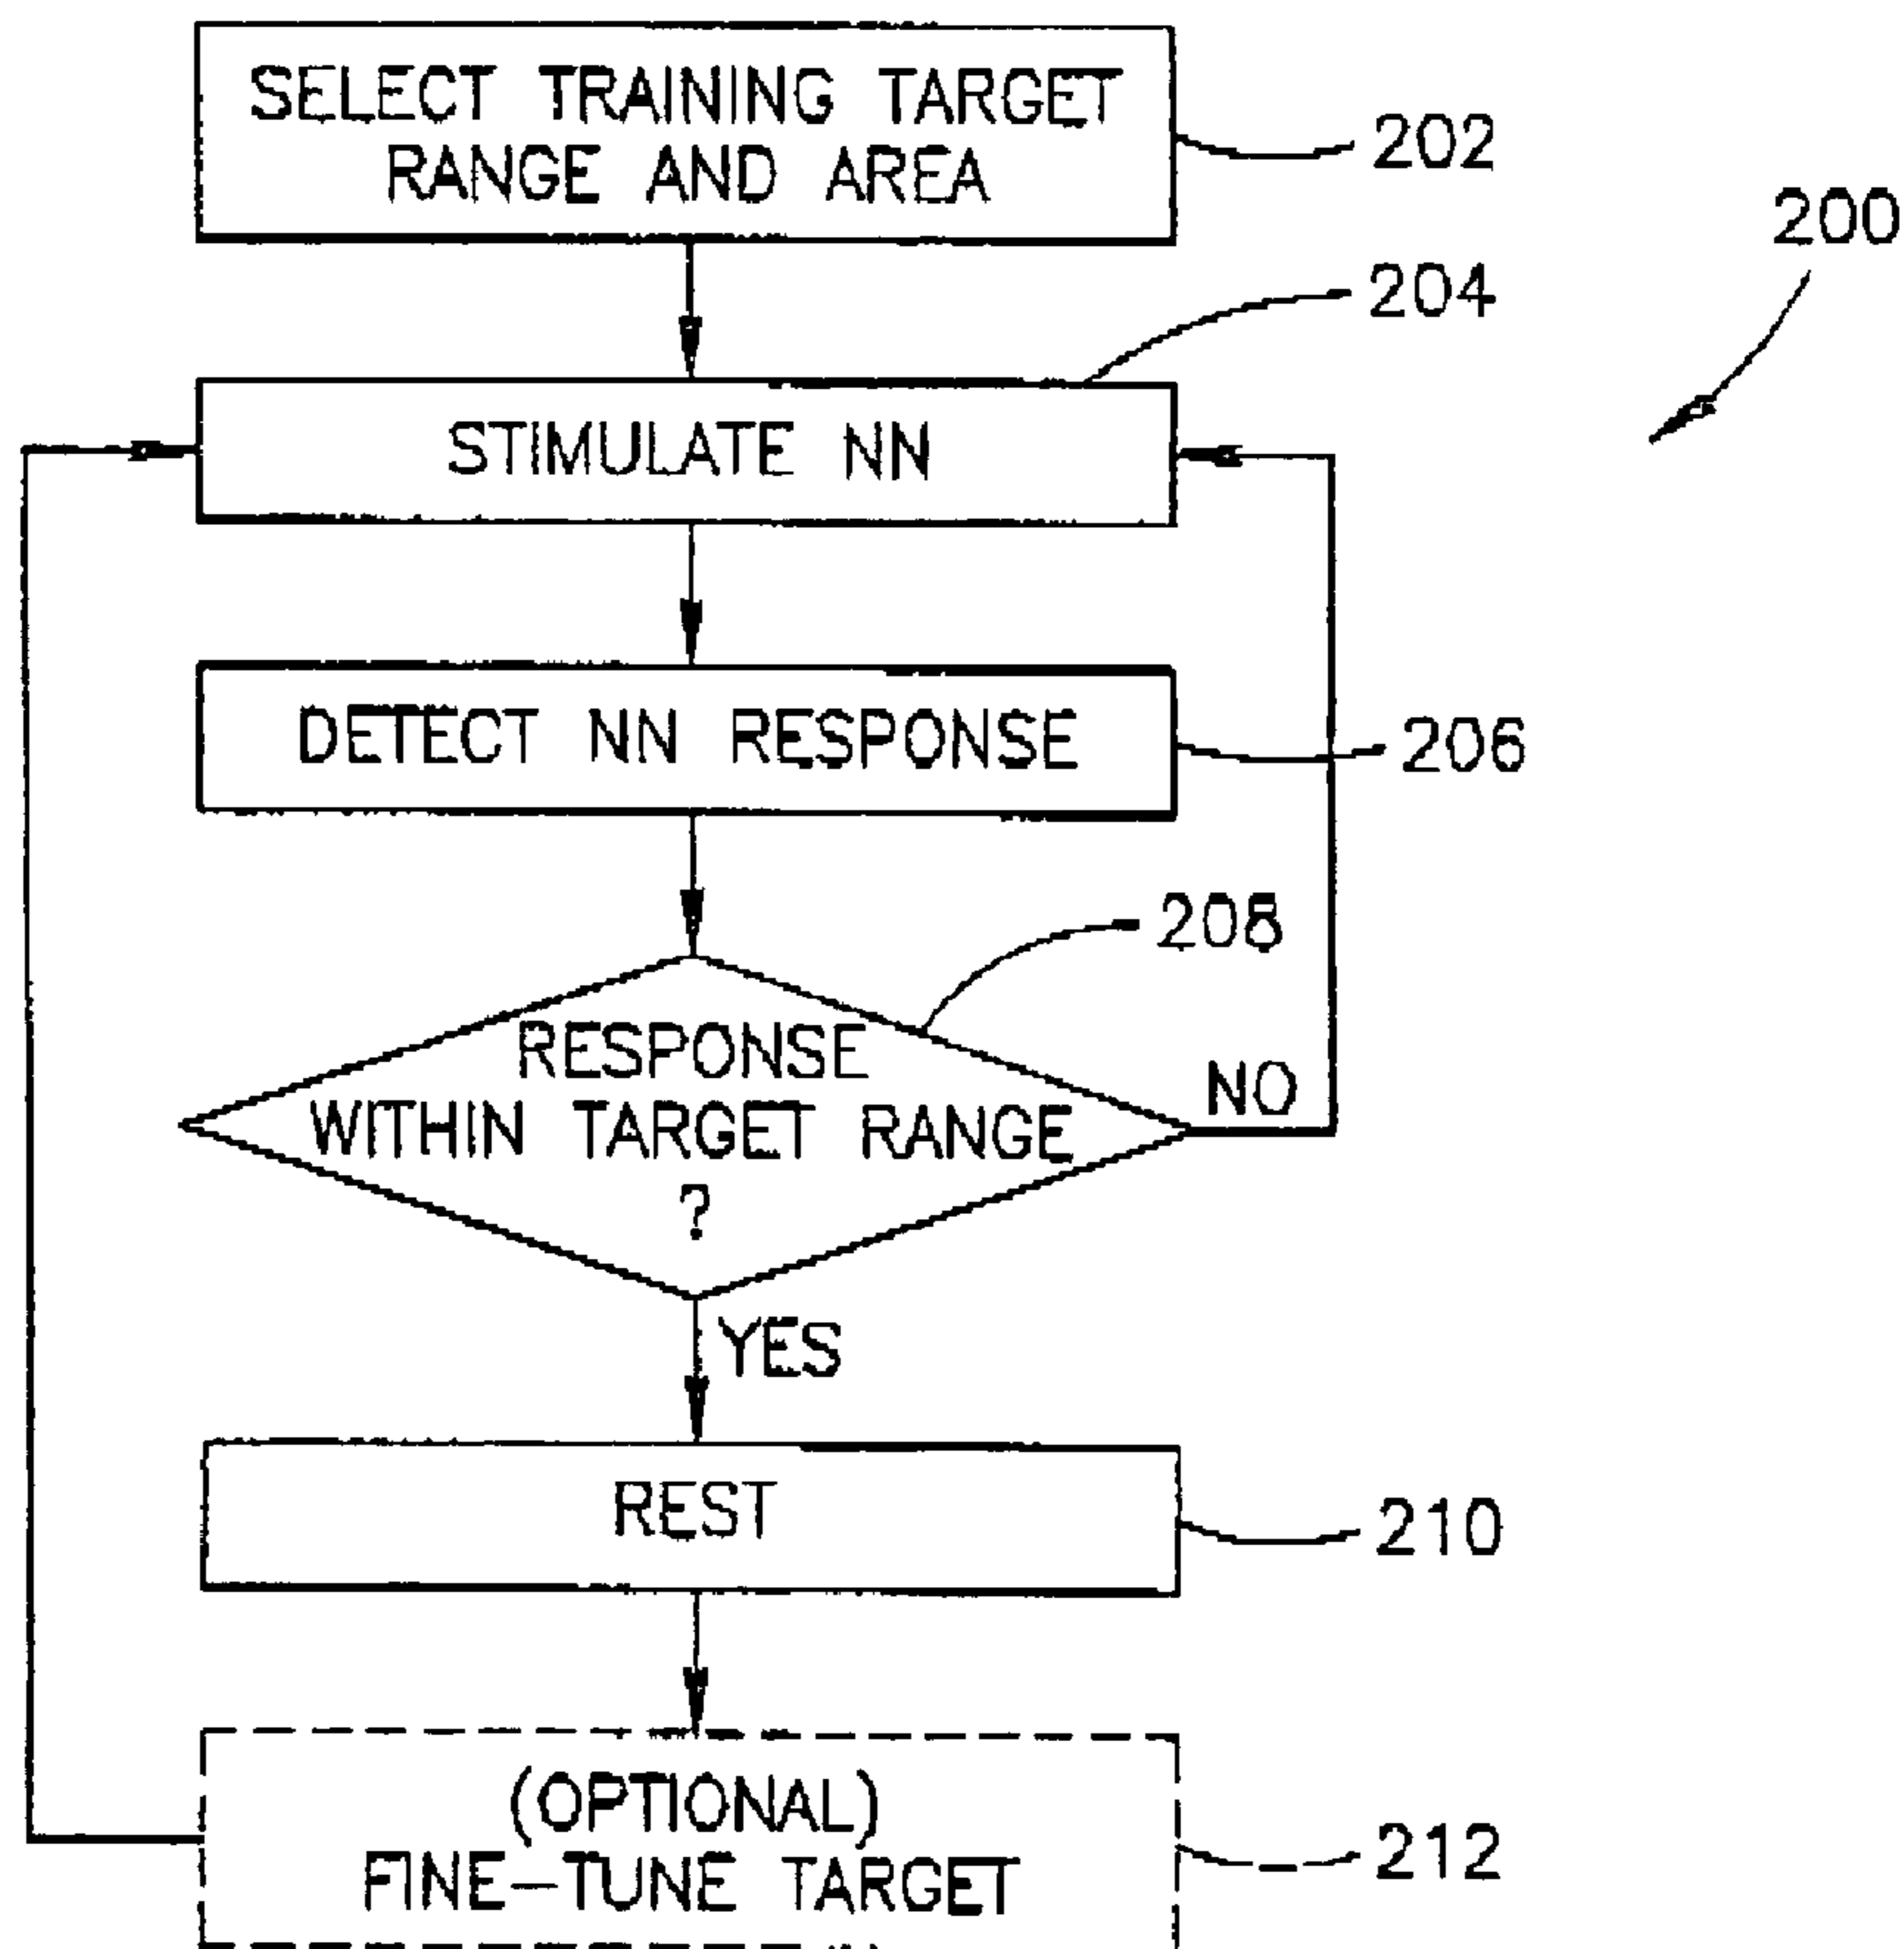 SELECT TRAINING TARGET
RANGE AND AREA
202
200
204
STIMULATE NN
DETECT NN RESPONSE
206
208
RESPONSE
WITHIN TARGET RANGE
?
NO
YES
REST
210
(OPTIONAL)
FINE-TUNE TARGET
212